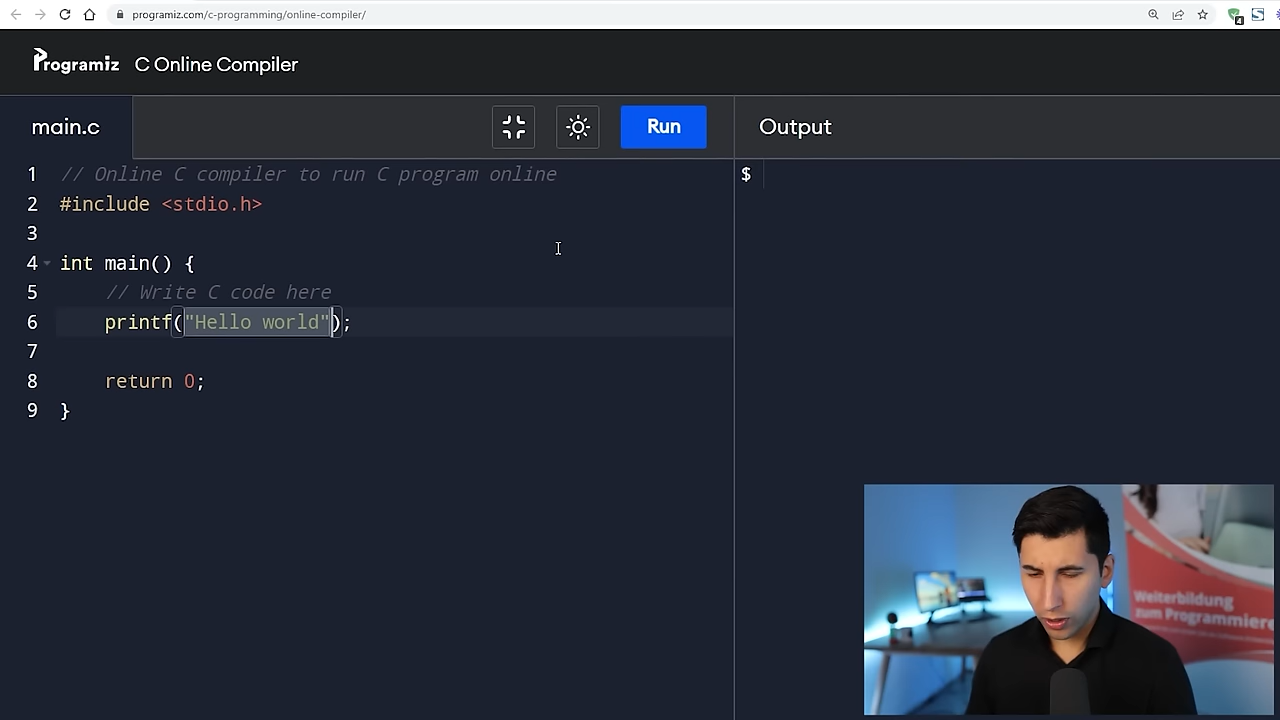 programiz.com/c-programming/online-compiler/
4
Programiz C Online Compiler
main.c
Run
Output
1 // Online C compiler to run C program online
2 #include <stdio.h>
3
4 int main() {
5 // Write C code here
6 printf("Hello world");
7
8 return 0;
9 }
$
Weiterbildung
zum Programmiere